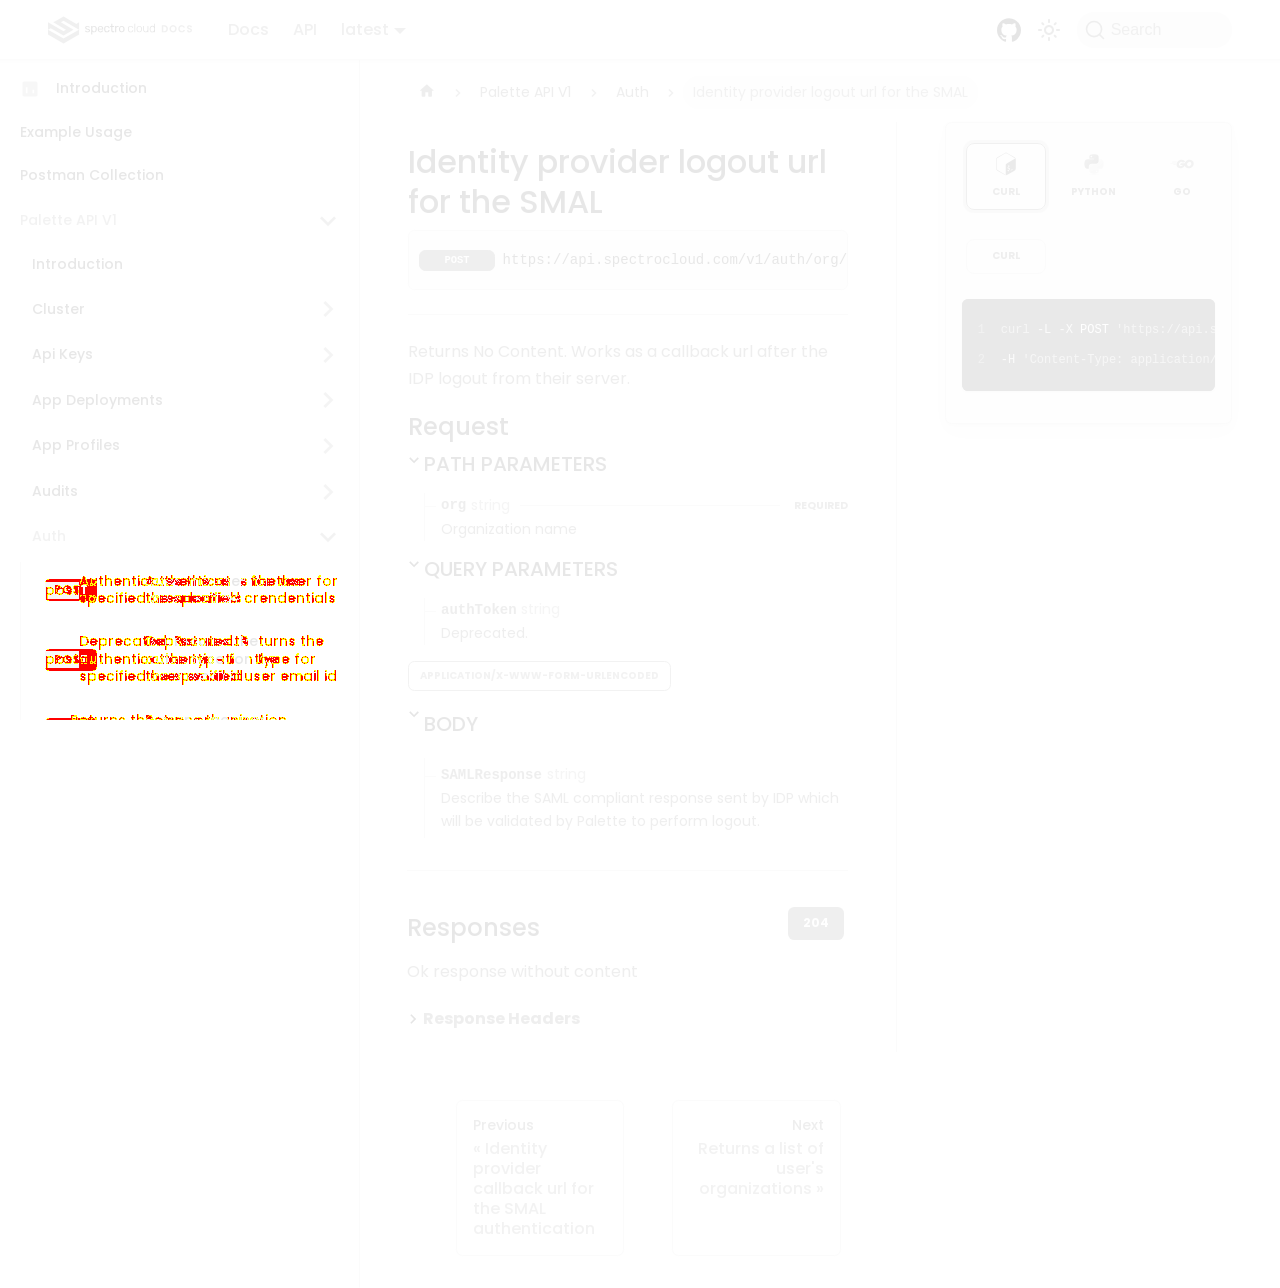 spectro cloud DOCS
Docs
API
latest
Search
Introduction
Example Usage
Postman Collection
Palette API V1
Introduction
Cluster
Api Keys
App Deployments
App Profiles
Audits
Auth
Palette API V1
Auth
Identity provider logout url for the SMAL
Identity provider logout url
for the SMAL
POST https://api.spectrocloud.com/v1/auth/org/
Returns No Content. Works as a callback url after the
IDP logout from their server.
Request
PATH PARAMETERS
org string REQUIRED
Organization name
QUERY PARAMETERS
authToken string
Deprecated.
APPLICATION/X-WWW-FORM-URLENCODED
BODY
SAMLResponse string
Describe the SAML compliant response sent by IDP which
will be validated by Palette to perform logout.
Responses
204
Ok response without content
Response Headers
Previous
« Identity
provider
callback url for
the SMAL
authentication
Next
Returns a list of
user's
organizations »
CURL
PYTHON
GO
CURL
1 curl -L -X POST 'https://api.s
2 -H 'Content-Type: application/